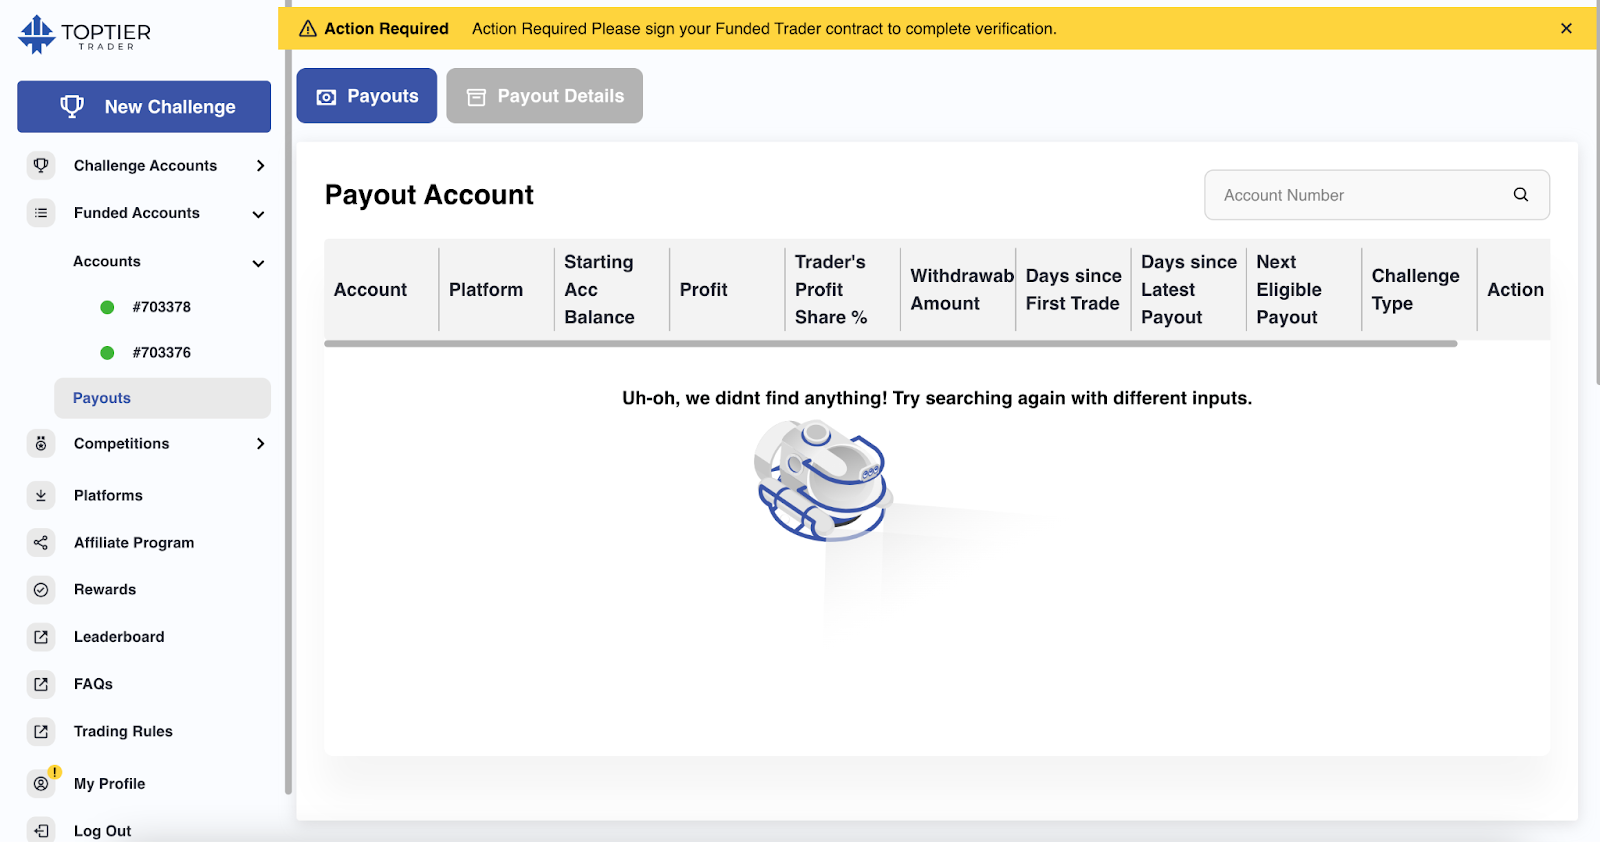 TOPTIER
TRADER
Action Required Action Required Please sign your Funded Trader contract to complete verification.
New Challenge
Challenge Accounts
Funded Accounts
Accounts
#703378
#703376
Payouts
Competitions
Platforms
Affiliate Program
Rewards
Leaderboard
FAQs
Trading Rules
My Profile
Log Out
Payouts
Payout Details
Payout Account
Account Number
Account
Platform
Starting
Acc
Balance
Profit
Trader's
Profit
Share %
Withdrawab
Amount
Days since
First Trade
Days since
Latest
Payout
Next
Eligible
Payout
Challenge
Type
Action
Uh-oh, we didnt find anything! Try searching again with different inputs.